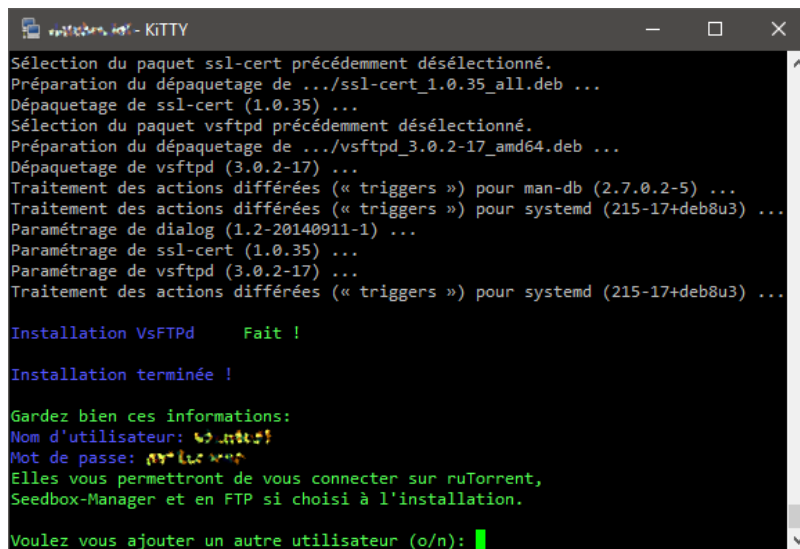 - KiTTY
Sélection du paquet ssl-cert précédemment désélectionné.
Préparation du dépaquetage de .../ssl-cert_1.0.35_all.deb ...
Dépaquetage de ssl-cert (1.0.35) ...
Sélection du paquet vsftpd précédemment désélectionné.
Préparation du dépaquetage de .../vsftpd_3.0.2-17_amd64.deb ...
Dépaquetage de vsftpd (3.0.2-17) ...
Traitement des actions différées (« triggers ») pour man-db (2.7.0.2-5) ...
Traitement des actions différées (« triggers ») pour systemd (215-17+deb8u3) ...
Paramétrage de dialog (1.2-20140911-1) ...
Paramétrage de ssl-cert (1.0.35) ...
Paramétrage de vsftpd (3.0.2-17) ...
Traitement des actions différées (« triggers ») pour systemd (215-17+deb8u3) ...
Installation VsFTPd Fait !
Installation terminée !
Gardez bien ces informations:
Nom d'utilisateur:
Mot de passe:
Elles vous permettront de vous connecter sur ruTorrent,
Seedbox-Manager et en FTP si choisi à l'installation.
Voulez vous ajouter un autre utilisateur (o/n):